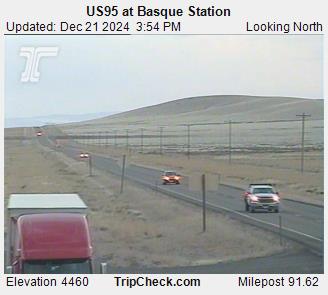 US95 at Basque Station
Updated: Dec 21 2024 3:54 PM Looking North
Elevation 4460 TripCheck.com Milepost 91.62